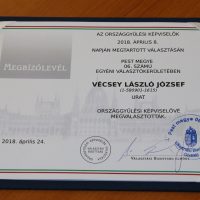 MEGBÍZÓLEVÉL
AZ ORSZÁGGYŰLÉSI KÉPVISELŐK
2018. ÁPRILIS 8.
NAPJÁN MEGTARTOTT VÁLASZTÁSÁN
PEST MEGYE
06. SZÁMÚ
EGYÉNI VÁLASZTÓKERÜLETÉBEN
VÉCSEY LÁSZLÓ JÓZSEF
URAT
ORSZÁGGYŰLÉSI KÉPVISELŐVÉ
MEGVÁLASZTOTTÁK.
2018. április 24.